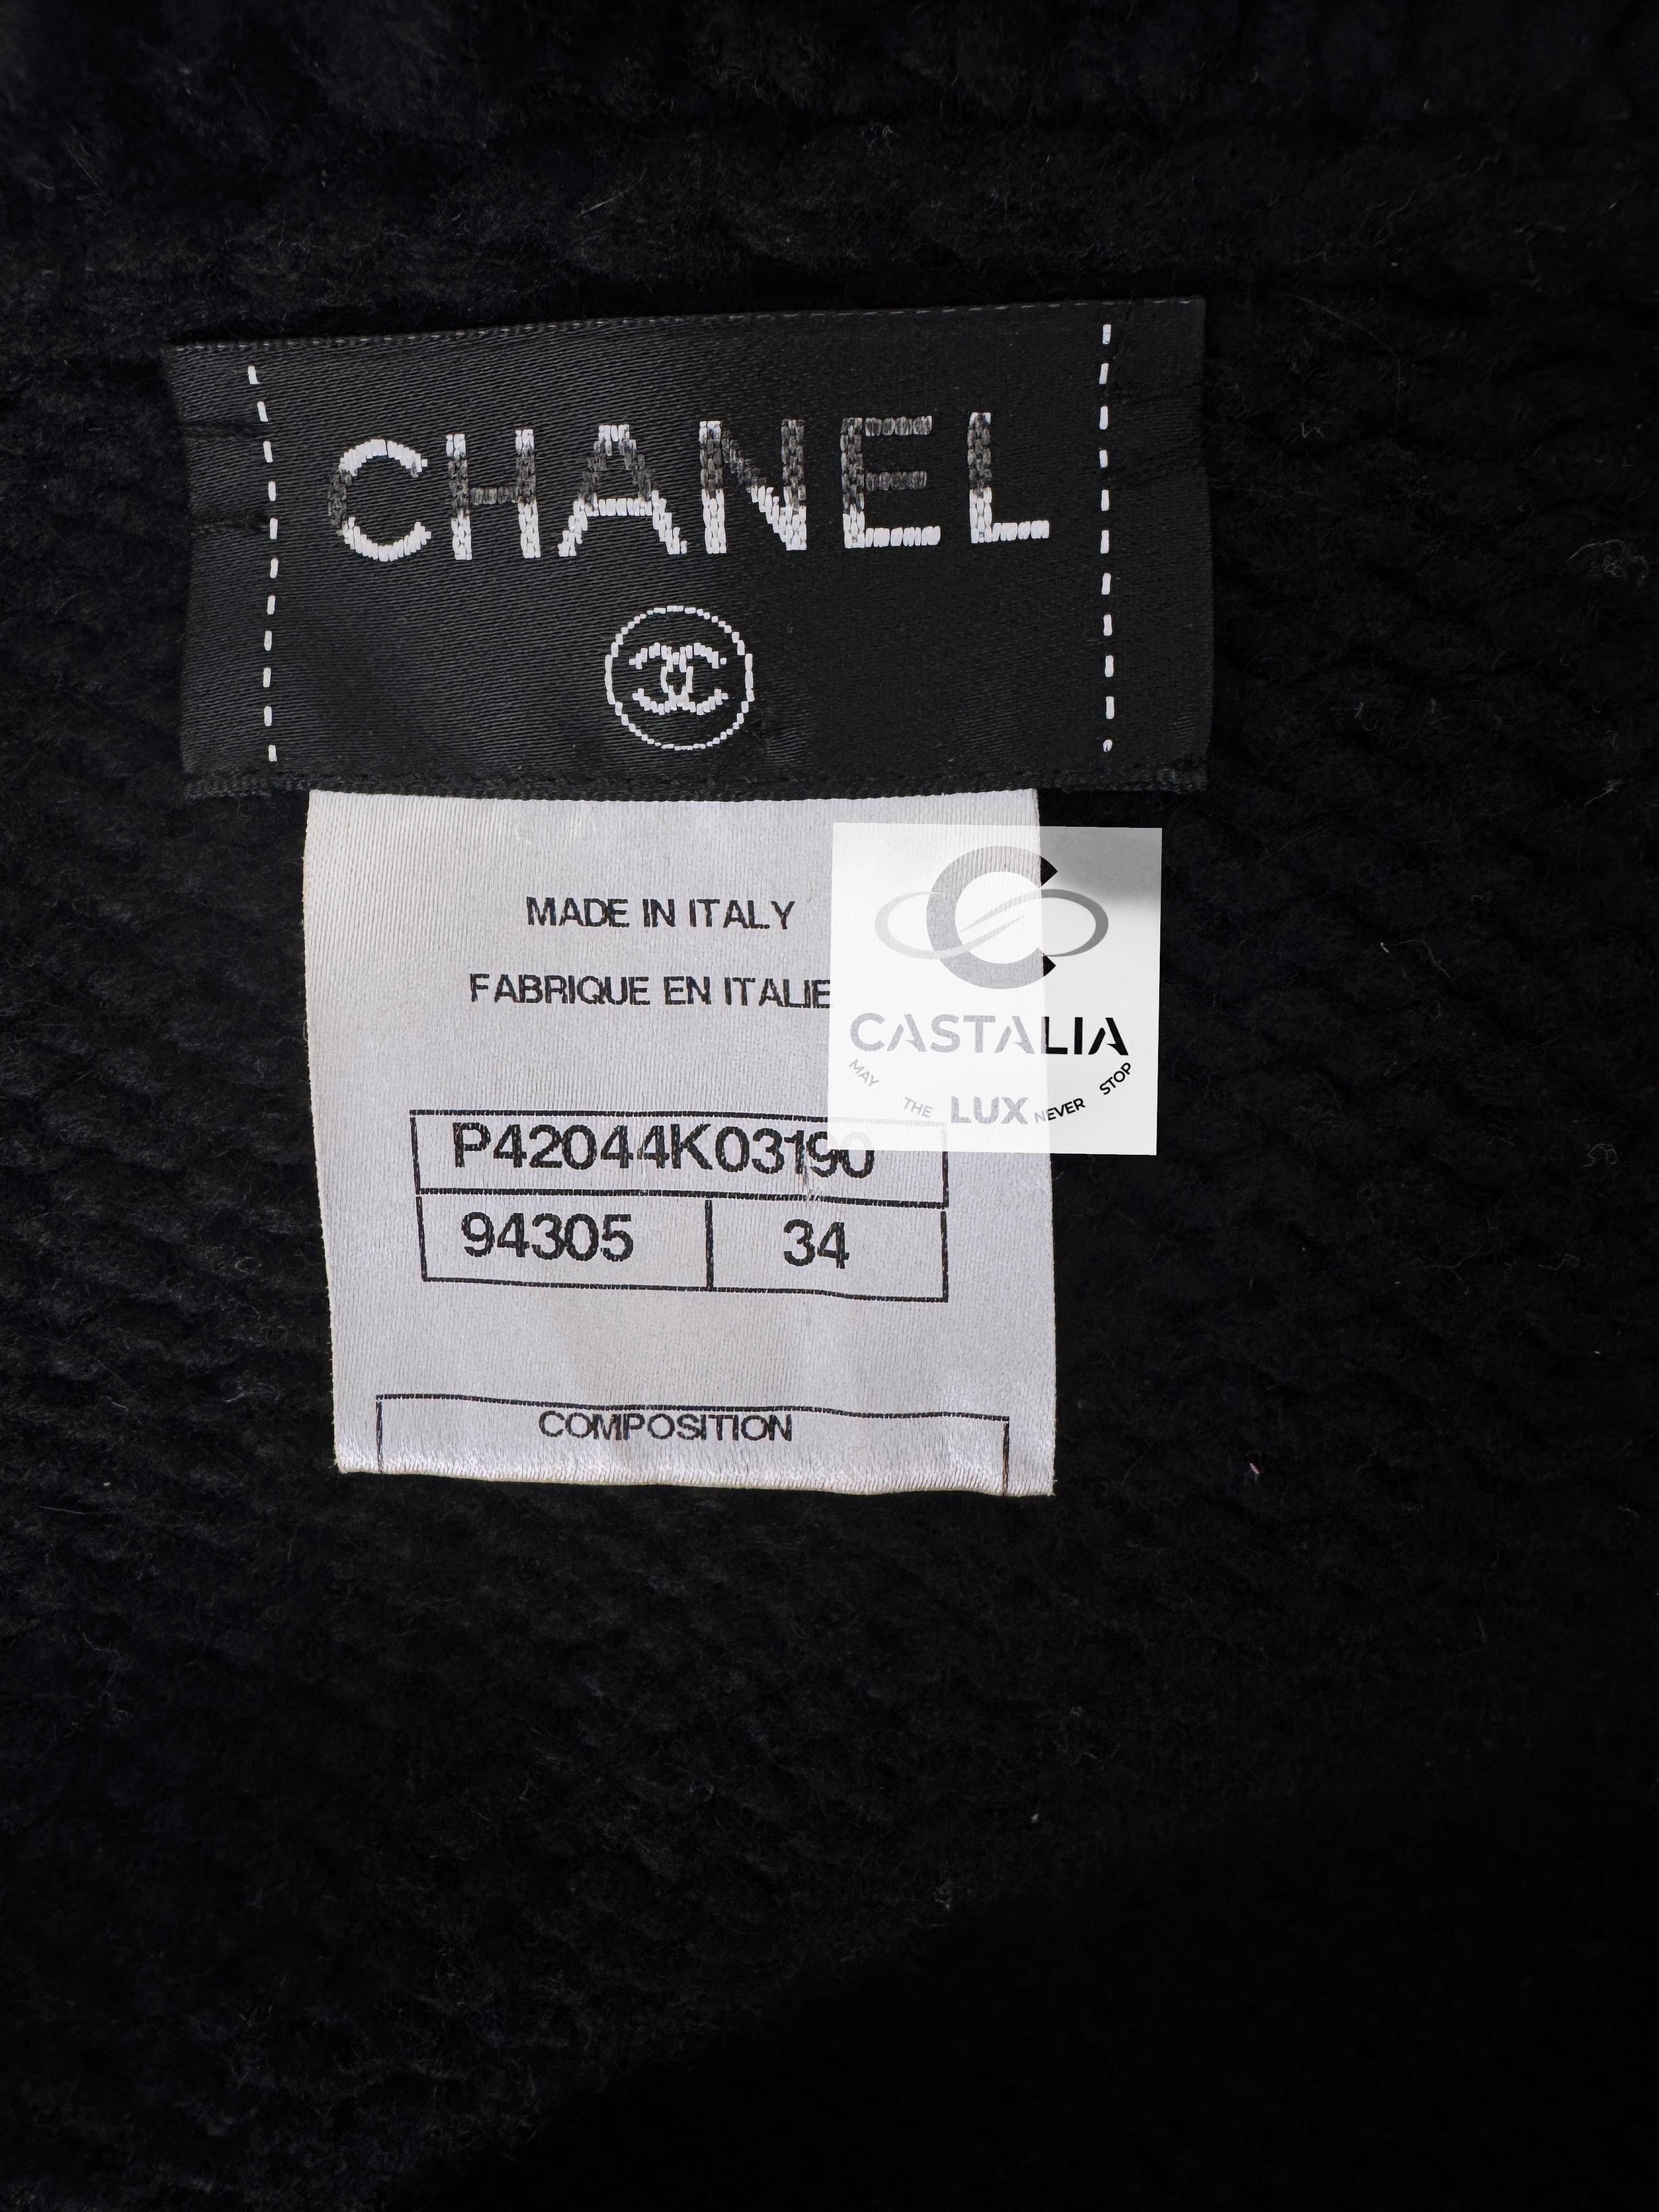 CHANEL
MADE IN ITALY
FABRIQUE EN ITALIE
CASTALIA
MAY THE LUX NEVER STOP
P42044K03190
94305 34
COMPOSITION